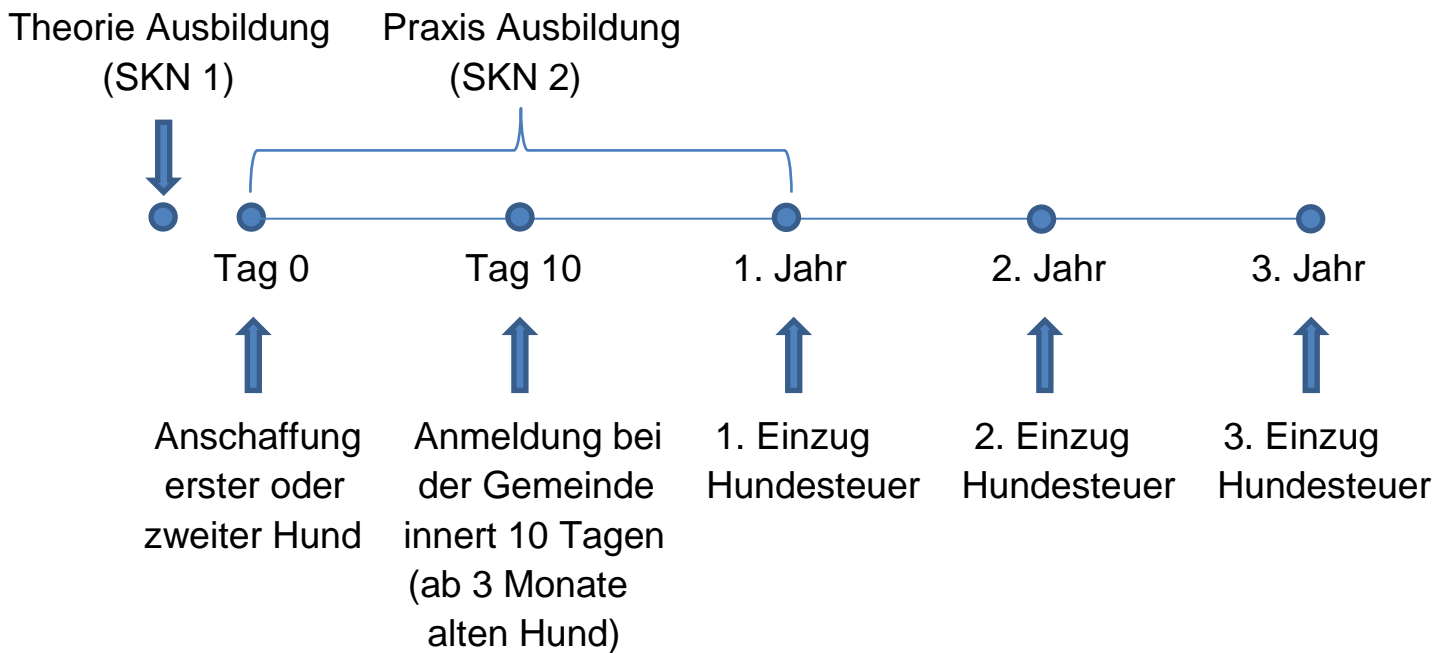 Theorie Ausbildung
(SKN 1)
Praxis Ausbildung
(SKN 2)
Tag 0
Tag 10
1. Jahr
2. Jahr
3. Jahr
Anschaffung
erster oder
zweiter Hund
Anmeldung bei
der Gemeinde
innert 10 Tagen
(ab 3 Monate
alten Hund)
1. Einzug
Hundesteuer
2. Einzug
Hundesteuer
3. Einzug
Hundesteuer